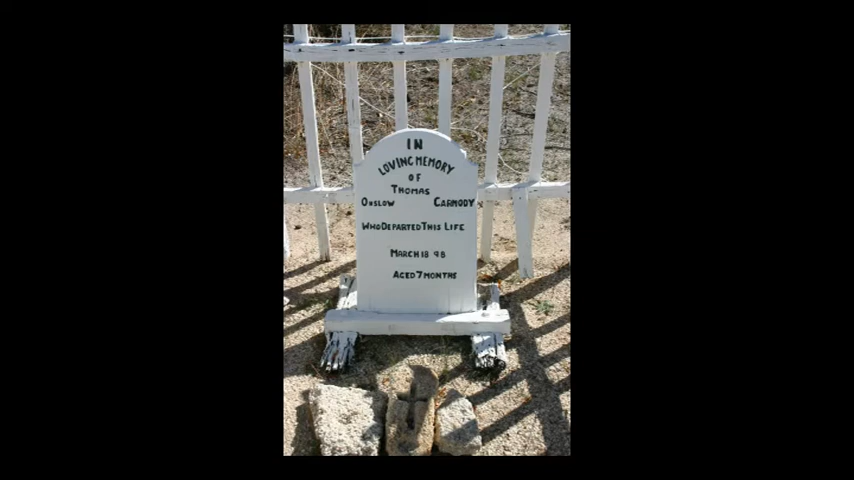 IN
LOVING MEMORY
OF
THOMAS
ONSLOW CARMODY
WHO DEPARTED THIS LIFE
MARCH 18 98
AGED 7 MONTHS